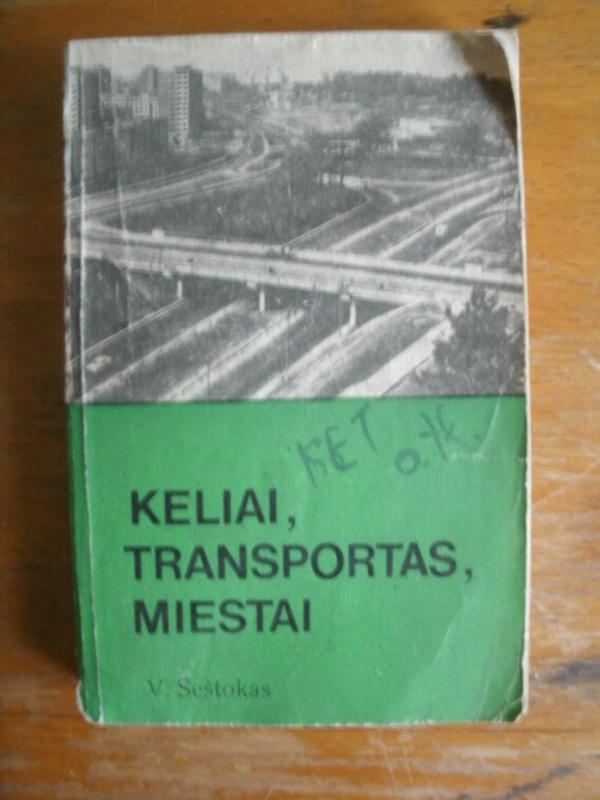 KET
KELIAI,
TRANSPORTAS,
MIESTAI
V. Šeštokas